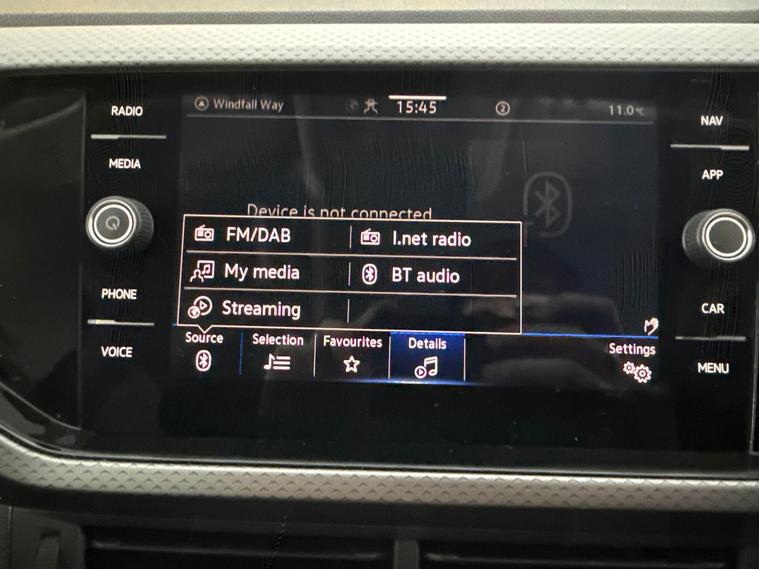 RADIO
MEDIA
PHONE
VOICE
Windfall Way
15:45
2
11.0°C
Device is not connected
FM/DAB
I.net radio
My media
BT audio
Streaming
Source
Selection
Favourites
Details
Settings
NAV
APP
CAR
MENU